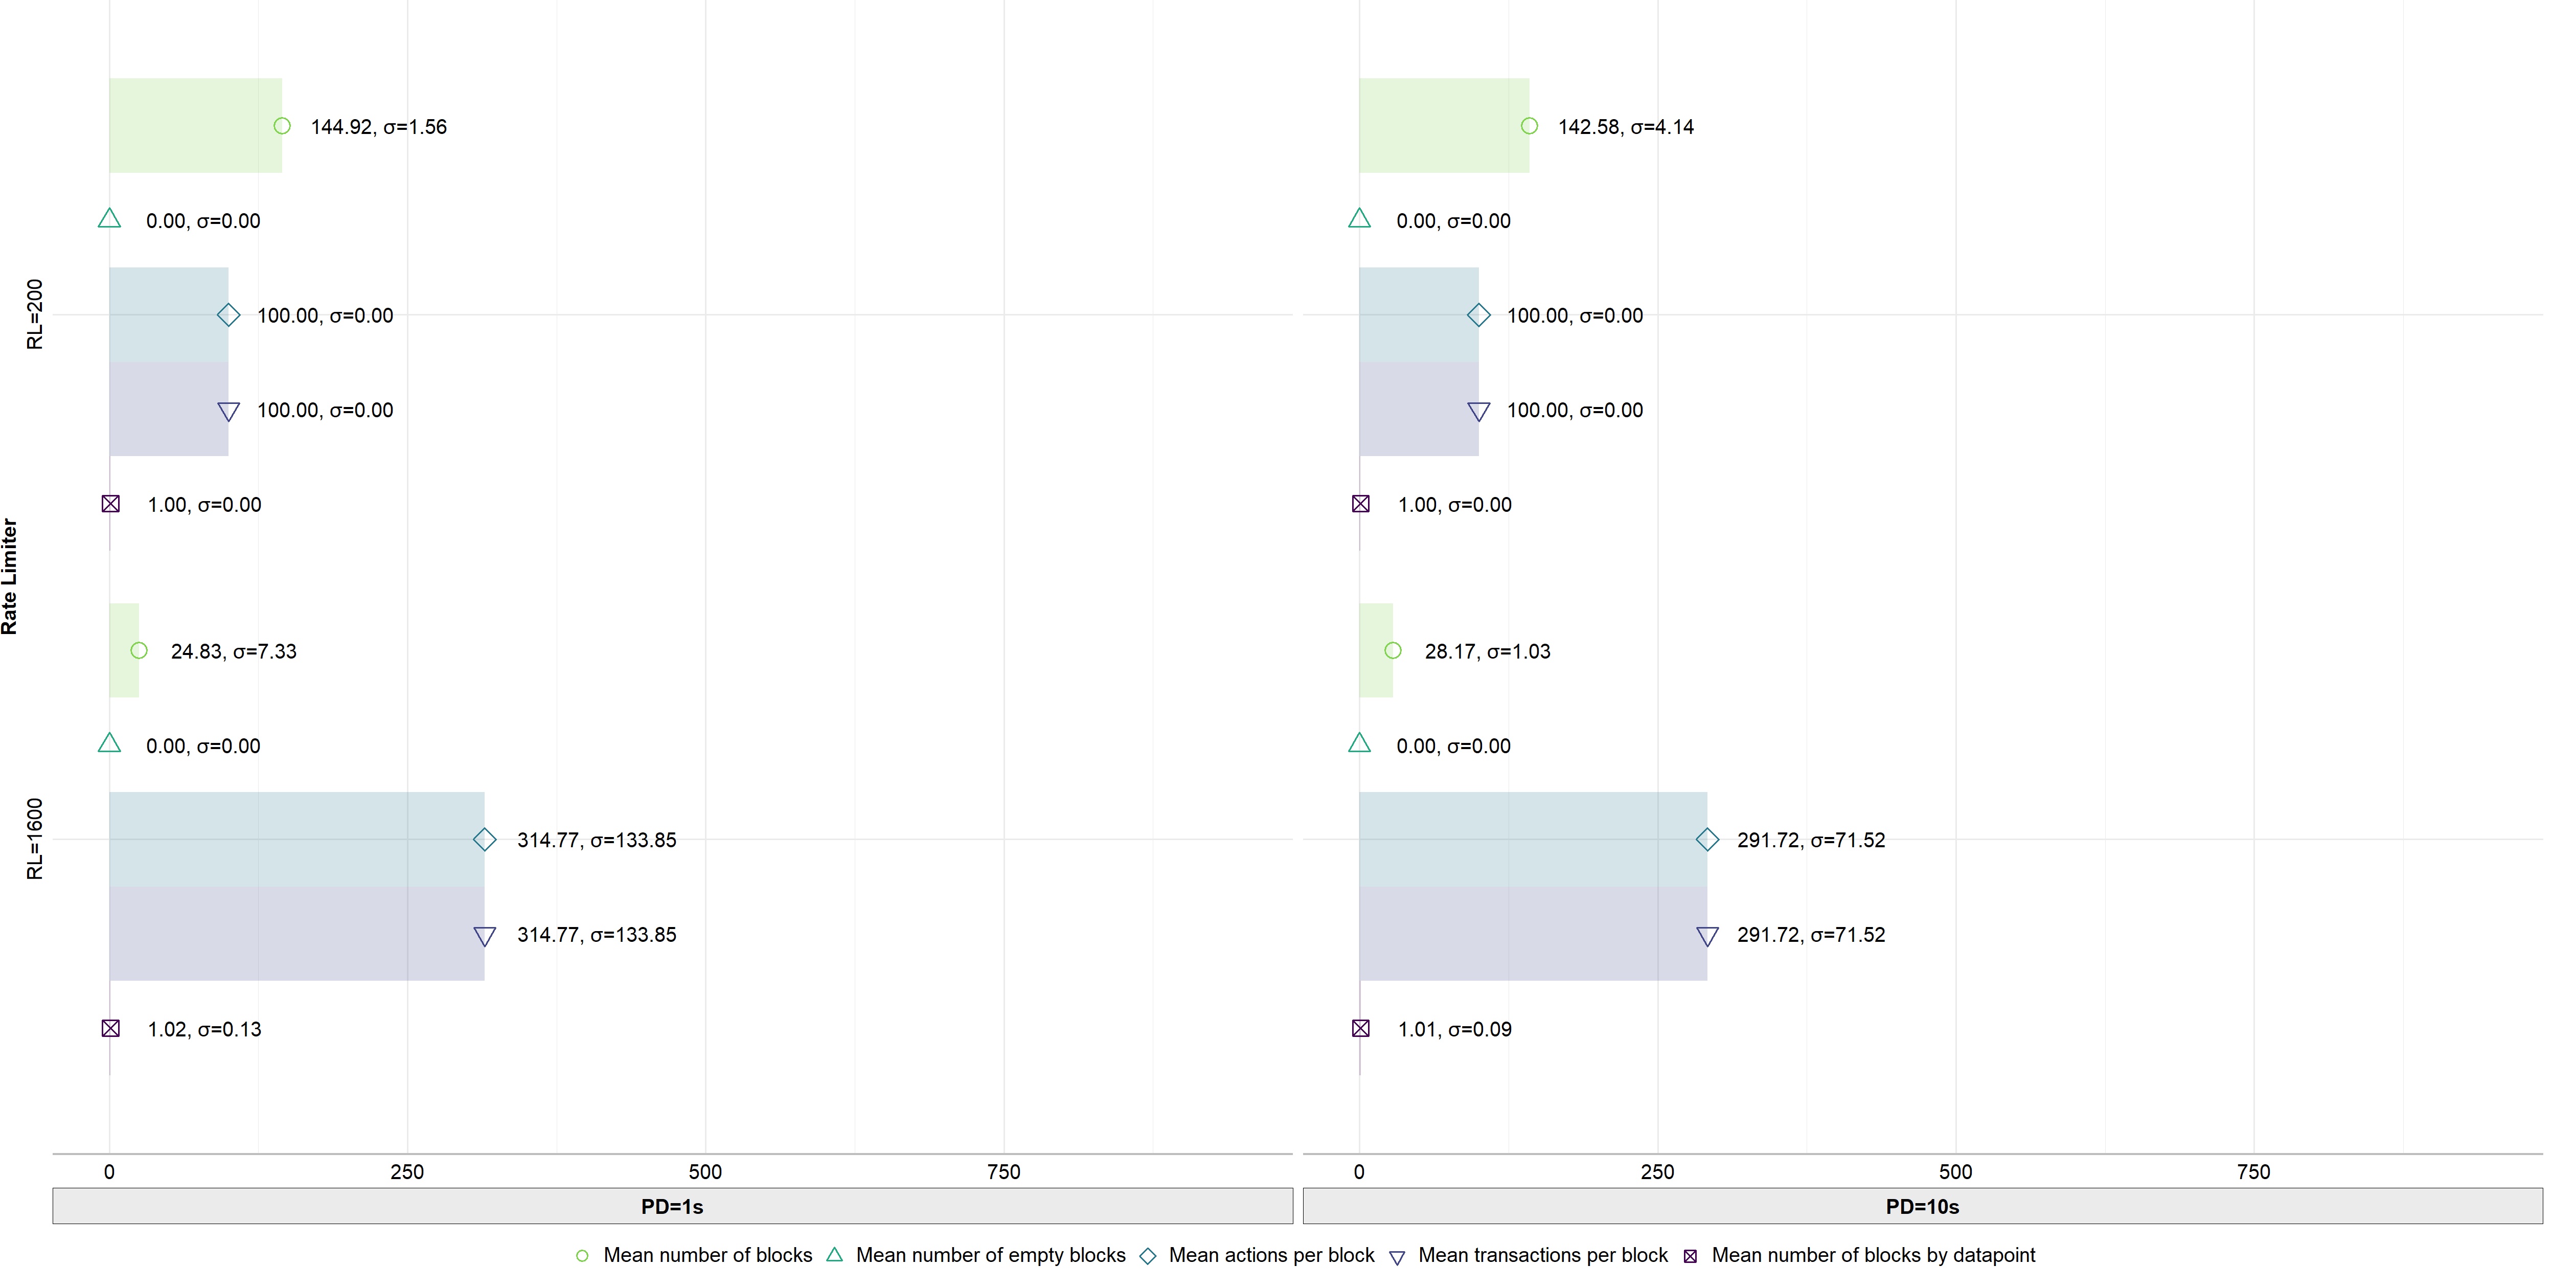 Rate Limiter
RL=200
144.92, σ=1.56
142.58, σ=4.14
0.00, σ=0.00
0.00, σ=0.00
100.00, σ=0.00
100.00, σ=0.00
100.00, σ=0.00
100.00, σ=0.00
1.00, σ=0.00
1.00, σ=0.00
RL=1600
24.83, σ=7.33
28.17, σ=1.03
0.00, σ=0.00
0.00, σ=0.00
314.77, σ=133.85
291.72, σ=71.52
314.77, σ=133.85
291.72, σ=71.52
1.02, σ=0.13
1.01, σ=0.09
0 250 500 750
0 250 500 750
PD=1s
PD=10s
Mean number of blocks Mean number of empty blocks Mean actions per block Mean transactions per block Mean number of blocks by datapoint